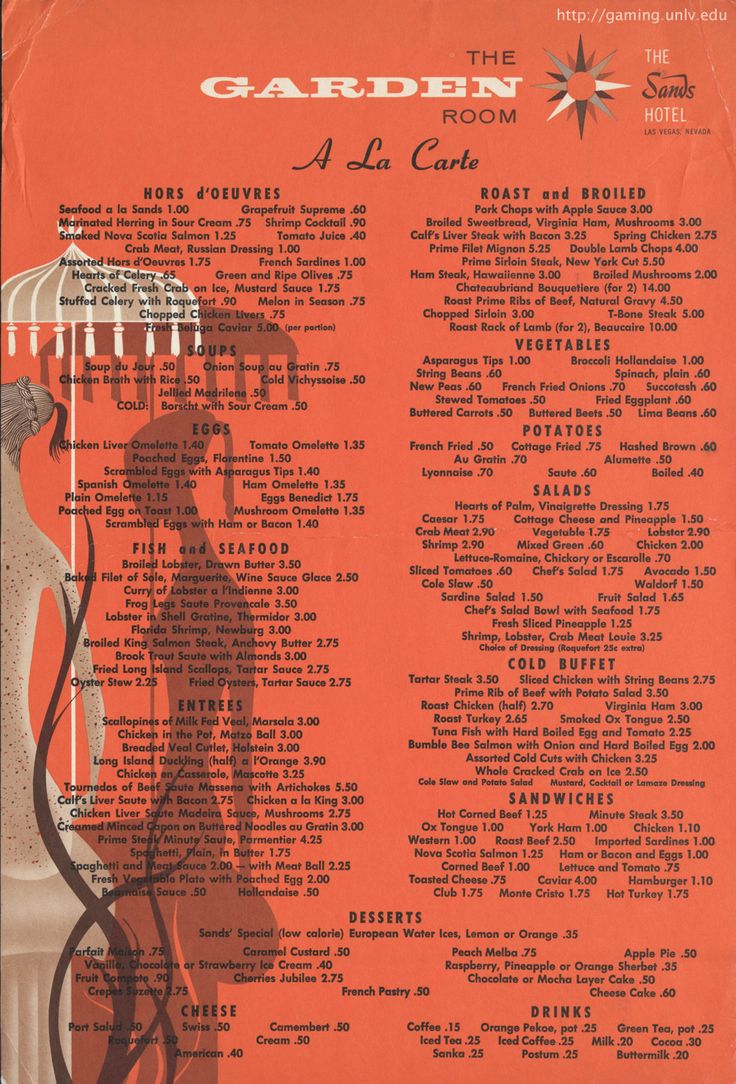 http://gaming.unlv.edu
THE
GARDEN
ROOM
THE
Sands
HOTEL
LAS VEGAS, NEVADA
A La Carte
HORS d'OEUVRES
Seafood a la Sands 1.00 Grapefruit Supreme .60
Marinated Herring in Sour Cream .75 Shrimp Cocktail .90
Smoked Nova Scotia Salmon 1.25 Tomato Juice .40
Crab Meat, Russian Dressing 1.00
Assorted Hors d'Oeuvres 1.75 French Sardines 1.00
Hearts of Celery .65 Green and Ripe Olives .75
Cracked Fresh Crab on Ice, Mustard Sauce 1.75
Stuffed Celery with Roquefort .90 Melon in Season .75
Chopped Chicken Livers .75
Fresh Beluga Caviar 5.00 (per portion)
SOUPS
Soup du Jour .50 Onion Soup au Gratin .75
Chicken Broth with Rice .50 Cold Vichyssoise .50
Jellied Madrilene .50
COLD: Borscht with Sour Cream .50
EGGS
Chicken Liver Omelette 1.40 Tomato Omelette 1.35
Poached Eggs, Florentine 1.50
Scrambled Eggs with Asparagus Tips 1.40
Spanish Omelette 1.40 Ham Omelette 1.35
Plain Omelette 1.15 Eggs Benedict 1.75
Poached Egg on Toast 1.00 Mushroom Omelette 1.35
Scrambled Eggs with Ham or Bacon 1.40
FISH and SEAFOOD
Broiled Lobster, Drawn Butter 3.50
Baked Filet of Sole, Marguerite, Wine Sauce Glace 2.50
Curry of Lobster a l'Indienne 3.00
Frog Legs Saute Provencale 3.50
Lobster in Shell Gratine, Thermidor 3.00
Florida Shrimp, Newburg 3.00
Broiled King Salmon Steak, Anchovy Butter 2.75
Brook Trout Saute with Almonds 3.00
Fried Long Island Scallops, Tartar Sauce 2.75
Oyster Stew 2.25 Fried Oysters, Tartar Sauce 2.75
ENTREES
Scallopines of Milk Fed Veal, Marsala 3.00
Chicken in the Pot, Matzo Ball 3.00
Breaded Veal Cutlet, Holstein 3.00
Long Island Duckling (half) a l'Orange 3.90
Chicken en Casserole, Mascotte 3.25
Tournedos of Beef Saute Massena with Artichokes 5.50
Calf's Liver Saute with Bacon 2.75 Chicken a la King 3.00
Chicken Liver Saute Madeira Sauce, Mushrooms 2.75
Creamed Minced Capon on Buttered Noodles au Gratin 3.00
Prime Steak Minute Saute, Parmentier 4.25
Spaghetti, Plain, in Butter 1.75
Spaghetti and Meat Sauce 2.00 — with Meat Ball 2.25
Fresh Vegetable Plate with Poached Egg 2.00
Bearnaise Sauce .50 Hollandaise .50
ROAST and BROILED
Pork Chops with Apple Sauce 3.00
Broiled Sweetbread, Virginia Ham, Mushrooms 3.00
Calf's Liver Steak with Bacon 3.25 Spring Chicken 2.75
Prime Filet Mignon 5.25 Double Lamb Chops 4.00
Prime Sirloin Steak, New York Cut 5.50
Ham Steak, Hawaiienne 3.00 Broiled Mushrooms 2.00
Chateaubriand Bouquetiere (for 2) 14.00
Roast Prime Ribs of Beef, Natural Gravy 4.50
Chopped Sirloin 3.00 T-Bone Steak 5.00
Roast Rack of Lamb (for 2), Beaucaire 10.00
VEGETABLES
Asparagus Tips 1.00 Broccoli Hollandaise 1.00
String Beans .60 Spinach, plain .60
New Peas .60 French Fried Onions .70 Succotash .60
Stewed Tomatoes .50 Fried Eggplant .60
Buttered Carrots .50 Buttered Beets .50 Lima Beans .60
POTATOES
French Fried .50 Cottage Fried .75 Hashed Brown .60
Au Gratin .70 Alumette .50
Lyonnaise .70 Saute .60 Boiled .40
SALADS
Hearts of Palm, Vinaigrette Dressing 1.75
Caesar 1.75 Cottage Cheese and Pineapple 1.50
Crab Meat 2.90 Vegetable 1.75 Lobster 2.90
Shrimp 2.90 Mixed Green .60 Chicken 2.00
Lettuce-Romaine, Chickory or Escarolle .70
Sliced Tomatoes .60 Chef's Salad 1.75 Avocado 1.50
Cole Slaw .50 Waldorf 1.50
Sardine Salad 1.50 Fruit Salad 1.65
Chef's Salad Bowl with Seafood 1.75
Fresh Sliced Pineapple 1.25
Shrimp, Lobster, Crab Meat Louie 3.25
Choice of Dressing (Roquefort 25c extra)
COLD BUFFET
Tartar Steak 3.50 Sliced Chicken with String Beans 2.75
Prime Rib of Beef with Potato Salad 3.50
Roast Chicken (half) 2.70 Virginia Ham 3.00
Roast Turkey 2.65 Smoked Ox Tongue 2.50
Tuna Fish with Hard Boiled Egg and Tomato 2.25
Bumble Bee Salmon with Onion and Hard Boiled Egg 2.00
Assorted Cold Cuts with Chicken 3.25
Whole Cracked Crab on Ice 2.50
Cole Slaw and Potato Salad Mustard, Cocktail or Lamaze Dressing
SANDWICHES
Hot Corned Beef 1.25 Minute Steak 3.50
Ox Tongue 1.00 York Ham 1.00 Chicken 1.10
Western 1.00 Roast Beef 2.50 Imported Sardines 1.00
Nova Scotia Salmon 1.25 Ham or Bacon and Eggs 1.00
Corned Beef 1.00 Lettuce and Tomato .75
Toasted Cheese .75 Caviar 4.00 Hamburger 1.10
Club 1.75 Monte Cristo 1.75 Hot Turkey 1.75
DESSERTS
Sands' Special (low calorie) European Water Ices, Lemon or Orange .35
Parfait Maison .75 Caramel Custard .50 Peach Melba .75 Apple Pie .50
Vanilla, Chocolate or Strawberry Ice Cream .40 Raspberry, Pineapple or Orange Sherbet .35
Fruit Compote .90 Cherries Jubilee 2.75 Chocolate or Mocha Layer Cake .50
Crepes Suzette 2.75 French Pastry .50 Cheese Cake .60
CHEESE
Port Salud .50 Swiss .50 Camembert .50
Roquefort .50 Cream .50
American .40
DRINKS
Coffee .15 Orange Pekoe, pot .25 Green Tea, pot .25
Iced Tea .25 Iced Coffee .25 Milk .20 Cocoa .30
Sanka .25 Postum .25 Buttermilk .20